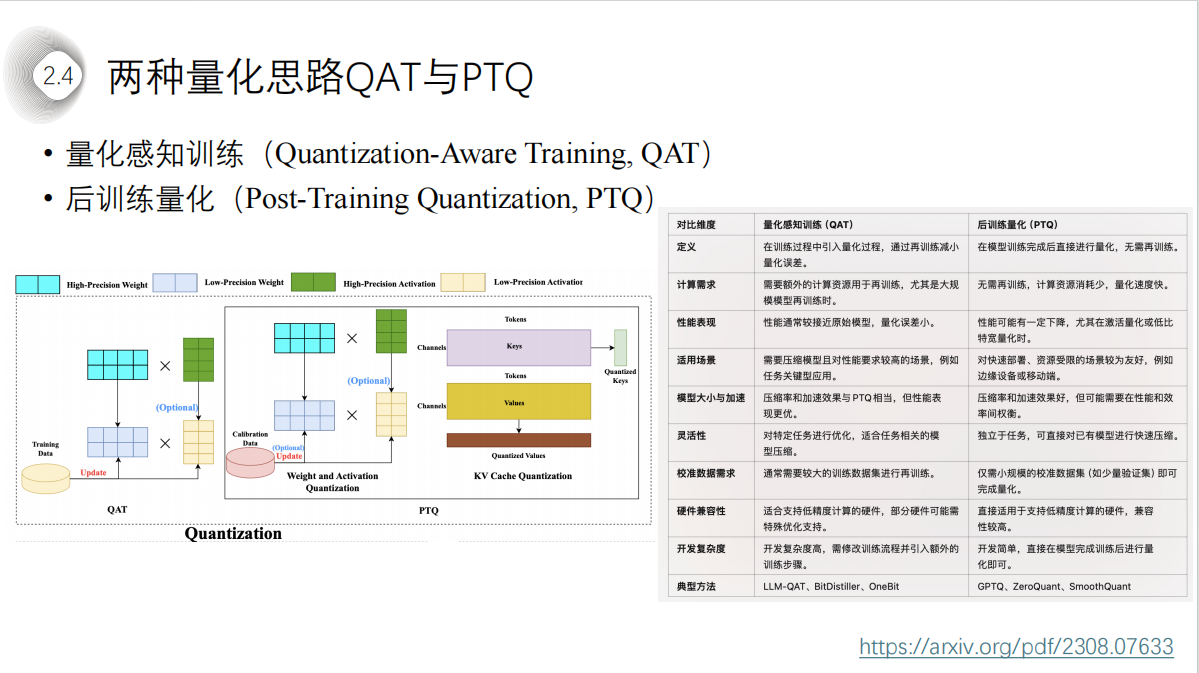 2.4
两种量化思路QAT与PTQ
• 量化感知训练（Quantization-Aware Training, QAT）
• 后训练量化（Post-Training Quantization, PTQ）
High-Precision Weight
Low-Precision Weight
High-Precision Activation
Low-Precision Activation
×
(Optional)
×
Training
Data
Update
QAT
×
(Optional)
×
Calibration
Data
(Optional)
Update
Weight and Activation
Quantization
Tokens
Channels
Keys
Quantized
Keys
Tokens
Channels
Values
Quantized Values
KV Cache Quantization
PTQ
Quantization
对比维度 量化感知训练 (QAT) 后训练量化 (PTQ)
定义 在训练过程中引入量化过程，通过再训练减小 在模型训练完成后直接进行量化，无需再训练。
量化误差。
计算需求 需要额外的计算资源用于再训练，尤其是大规 无需再训练，计算资源消耗少，量化速度快。
模模型再训练时。
性能表现 性能通常较接近原始模型，量化误差小。 性能可能有一定下降，尤其在激活量化或低比
特宽量化时。
适用场景 需要压缩模型且对性能要求较高的场景，例如 对快速部署、资源受限的场景较为友好，例如
任务关键型应用。 边缘设备或移动端。
模型大小与加速 压缩率和加速效果与PTQ相当，但性能表 压缩率和加速效果好，但可能需要在性能和效
现更优。 率间权衡。
灵活性 对特定任务进行优化，适合任务相关的模 独立于任务，可直接对已有模型进行快速压缩。
型压缩。
校准数据需求 通常需要较大的训练数据集进行再训练。 仅需小规模的校准数据集（如少量验证集）即可
完成量化。
硬件兼容性 适合支持低精度计算的硬件，部分硬件可能需 直接适用于支持低精度计算的硬件，兼容
特殊优化支持。 性较高。
开发复杂度 开发复杂度高，需修改训练流程并引入额外的 开发简单，直接在模型完成训练后进行量
训练步骤。 化即可。
典型方法 LLM-QAT、BitDistiller、OneBit GPTQ、ZeroQuant、SmoothQuant
https://arxiv.org/pdf/2308.07633